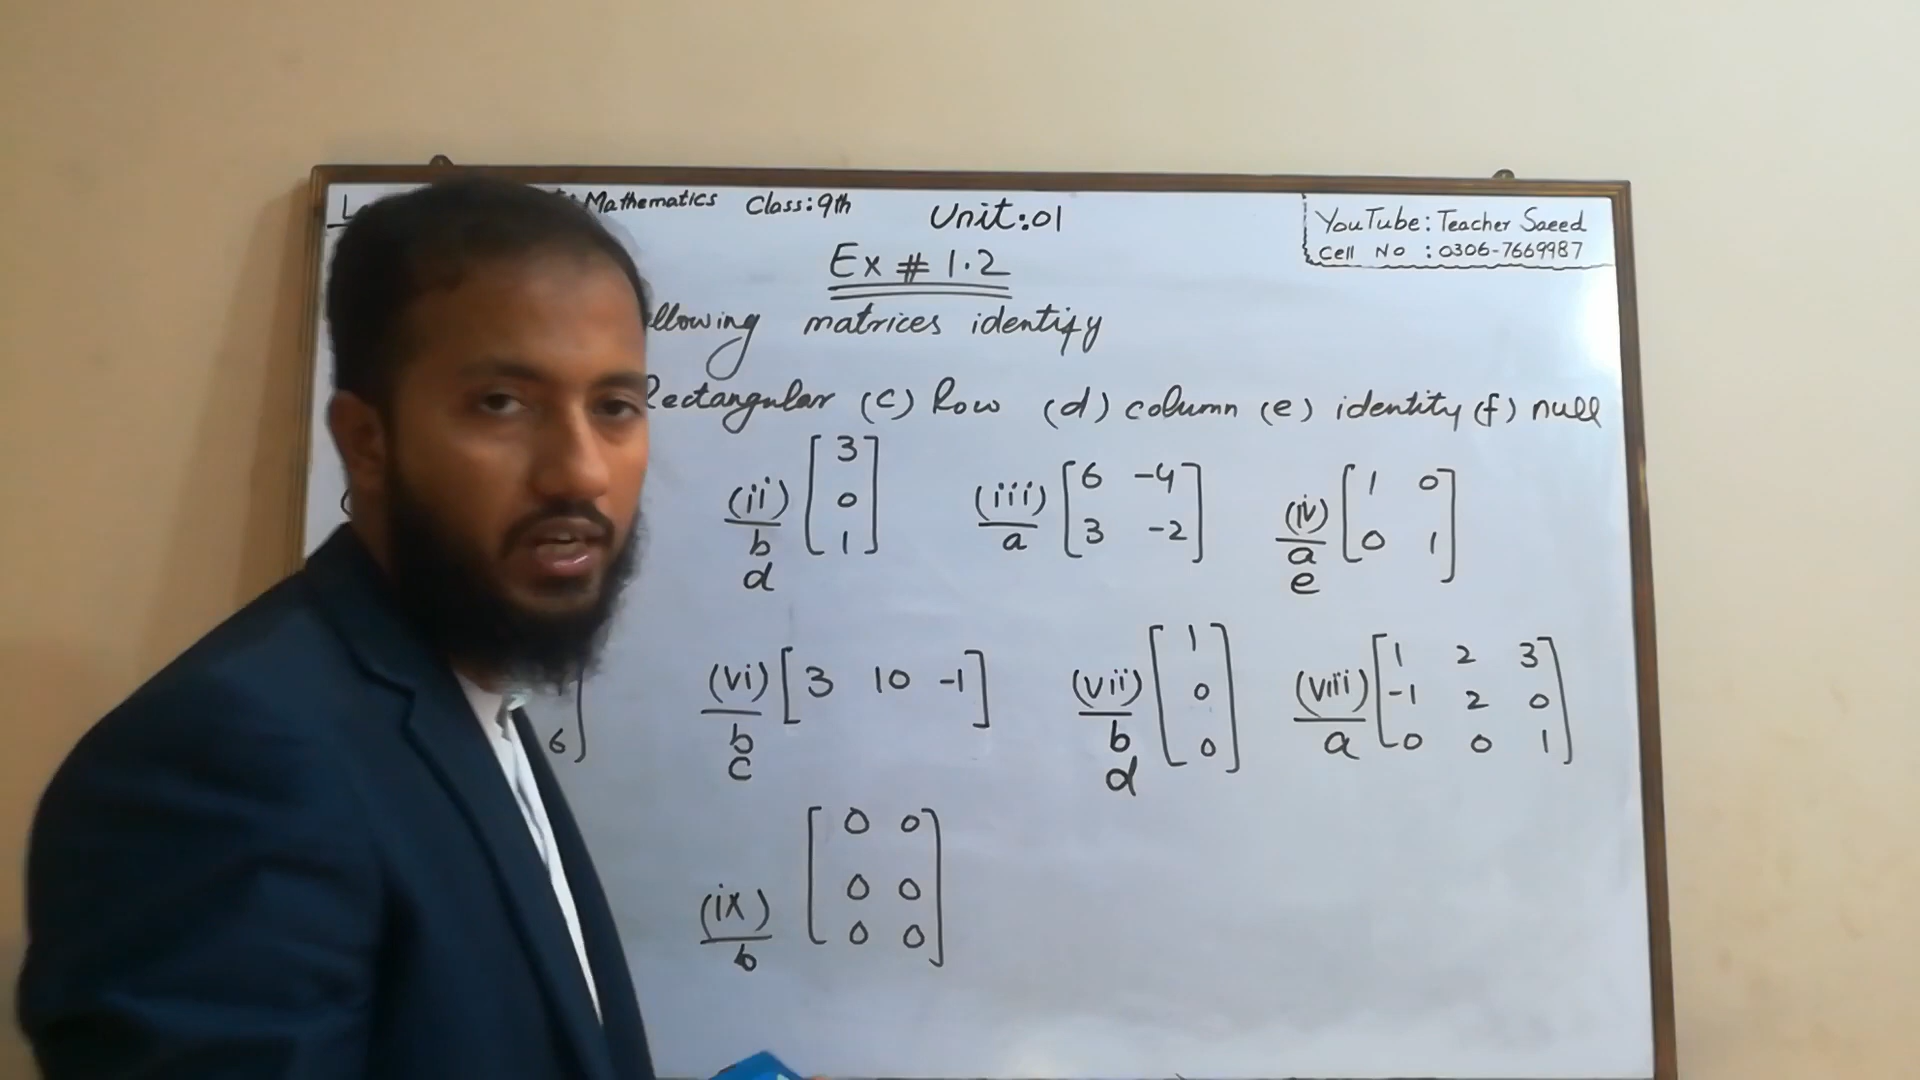 Mathematics Class: 9th Unit: 01
YouTube: Teacher Saeed
Cell No : 0306-7669987
Ex # 1.2
matrices identify
Rectangular (c) Row (d) column (e) identity (f) null
(ii) b d [3 0 1]
(iii) a [6 -4 3 -2]
(iv) a e [1 0 0 1]
6]
(vi) b c [3 10 -1]
(vii) b d [1 0 0]
(viii) a [1 2 3 -1 2 0 0 0 1]
(ix) b [0 0 0 0 0 0]